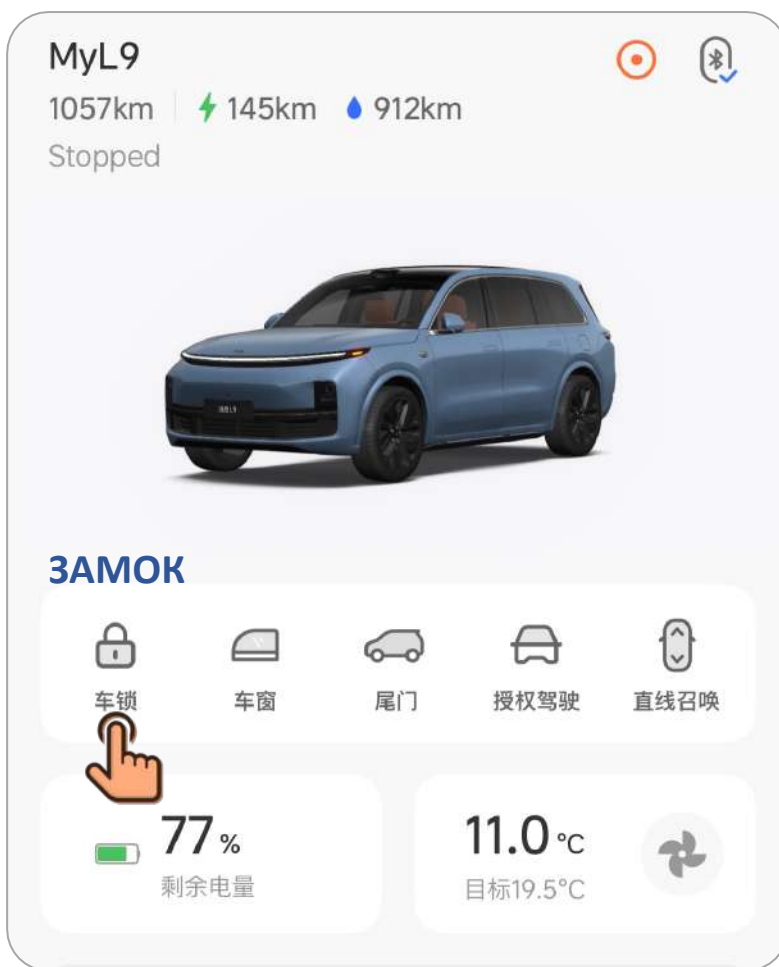 MyL9
1057km 145km 912km
Stopped
ЗАМОК
车锁 车窗 尾门 授权驾驶 直线召唤
77% 11.0°C
剩余电量 目标19.5°C